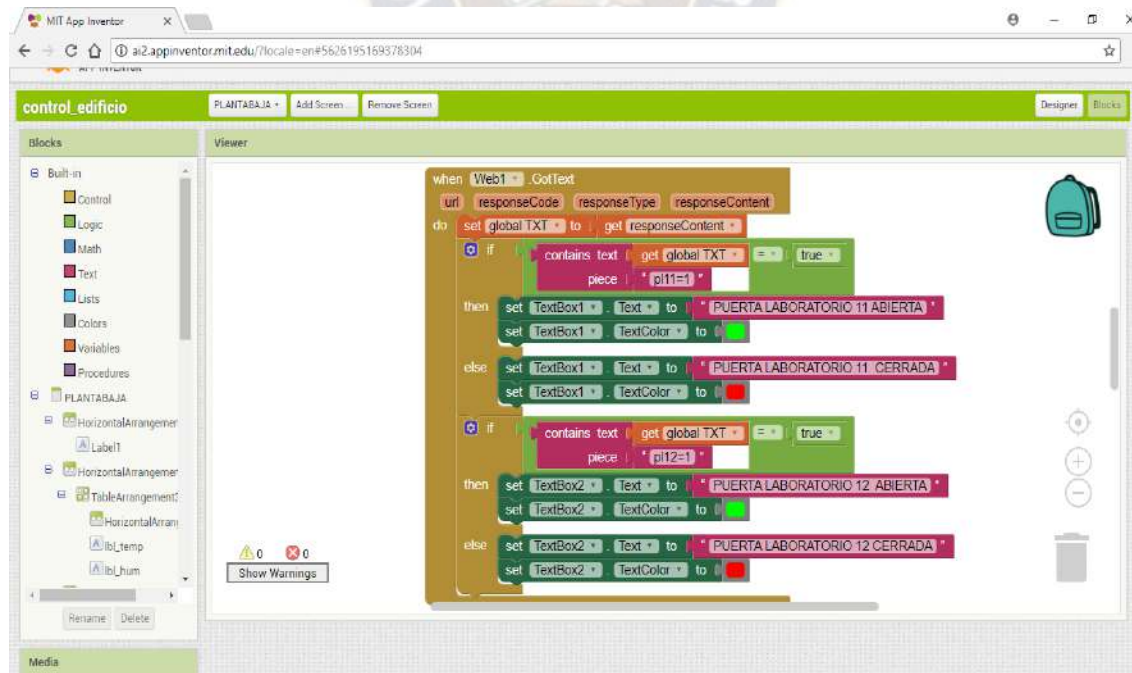 MIT App Inventor
ai2.appinventor.mit.edu/?locale=en#5626195169378304
APP INVENTOR
control_edificio
PLANTABAJA
Add Screen ...
Remove Screen
Designer
Blocks
Blocks
Viewer
Built-in
Control
Logic
Math
Text
Lists
Colors
Variables
Procedures
PLANTABAJA
HorizontalArrangemer
Label1
HorizontalArrangemer
TableArrangement
HorizontalArran
lbl_temp
lbl_hum
Rename
Delete
Media
when Web1 .GotText
url responseCode responseType responseContent
do set global TXT to get responseContent
if contains text get global TXT = true
piece " pl11=1 "
then set TextBox1 . Text to " PUERTA LABORATORIO 11 ABIERTA "
set TextBox1 . TextColor to
else set TextBox1 . Text to " PUERTA LABORATORIO 11 CERRADA "
set TextBox1 . TextColor to
if contains text get global TXT = true
piece " pl12=1 "
then set TextBox2 . Text to " PUERTA LABORATORIO 12 ABIERTA "
set TextBox2 . TextColor to
else set TextBox2 . Text to " PUERTA LABORATORIO 12 CERRADA "
set TextBox2 . TextColor to
0 0
Show Warnings